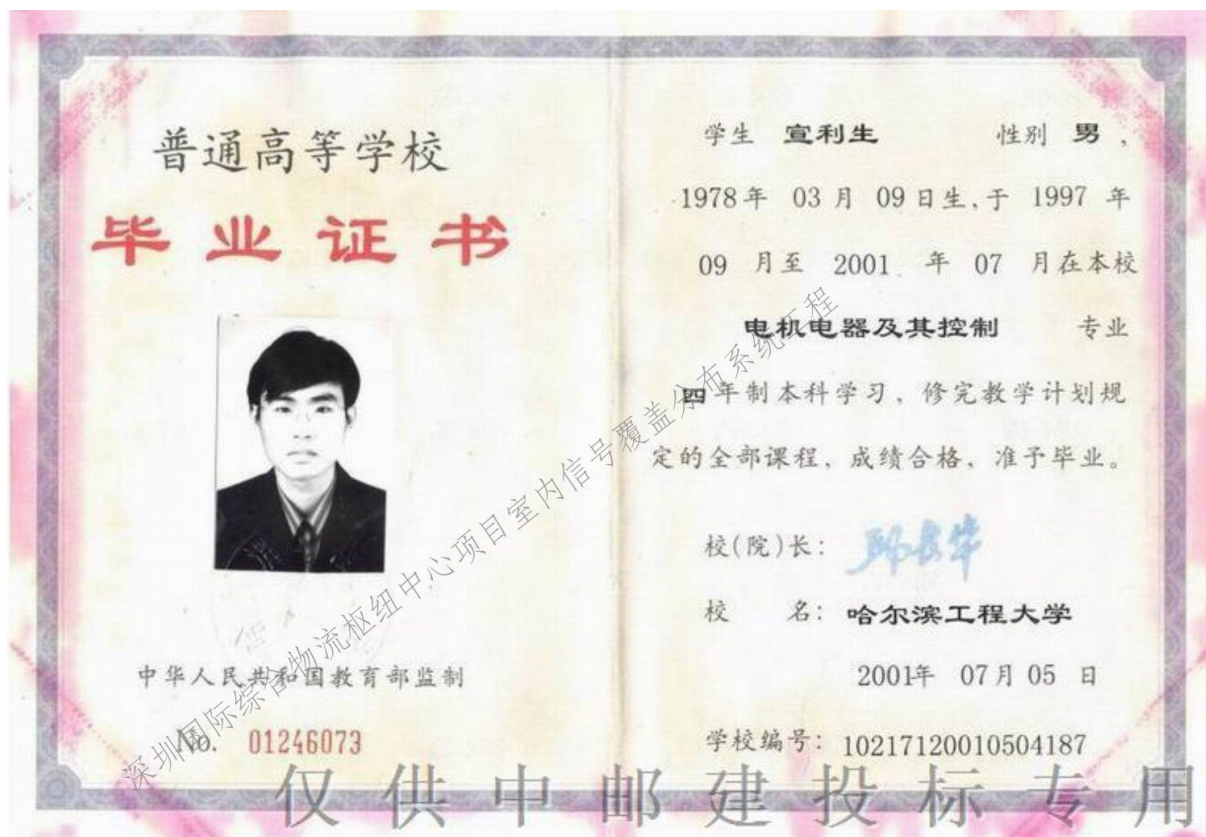 普通高等学校
毕业证书
中华人民共和国教育部监制
No. 01246073
学生 宣利生 性别 男,
1978年 03月 09日生,于 1997 年
09 月至 2001 年 07 月在本校
电机电器及其控制 专业
四年制本科学习,修完教学计划规
定的全部课程,成绩合格,准予毕业。
校(院)长:
校 名: 哈尔滨工程大学
2001年 07月 05 日
学校编号: 10217120010504187
深圳国际综合物流枢纽中心项目室内信号覆盖分布系统工程
仅供中邮建投标专用